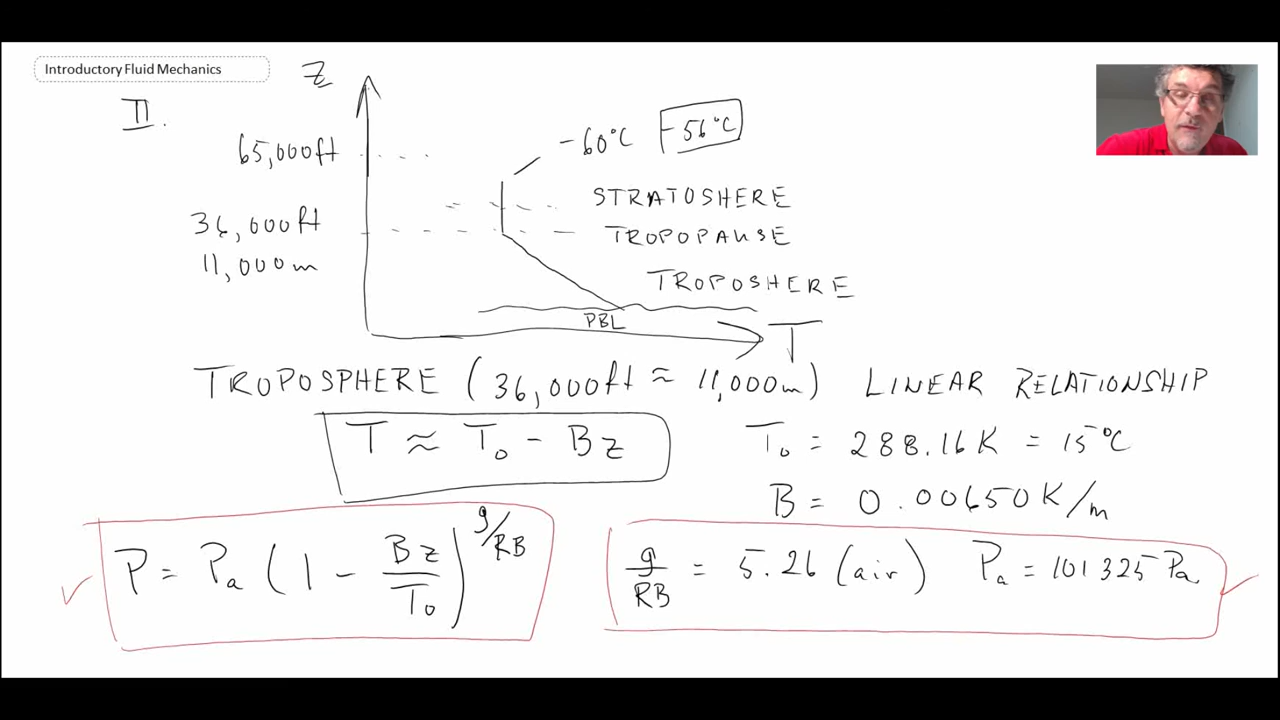 Introductory Fluid Mechanics
II.
Z
65,000ft
-60°C -56°C
STRATOSHERE
36,000ft
TROPOPAUSE
11,000m
TROPOSHERE
PBL
T
TROPOSPHERE (36,000ft ≈ 11,000m) LINEAR RELATIONSHIP
T ≈ T₀ - Bz
T₀ = 288.16K = 15°C
B = 0.00650K/m
P = Pₐ (1 - Bz/T₀)^g/RB
g/RB = 5.26 (air) Pₐ = 101325 Pa